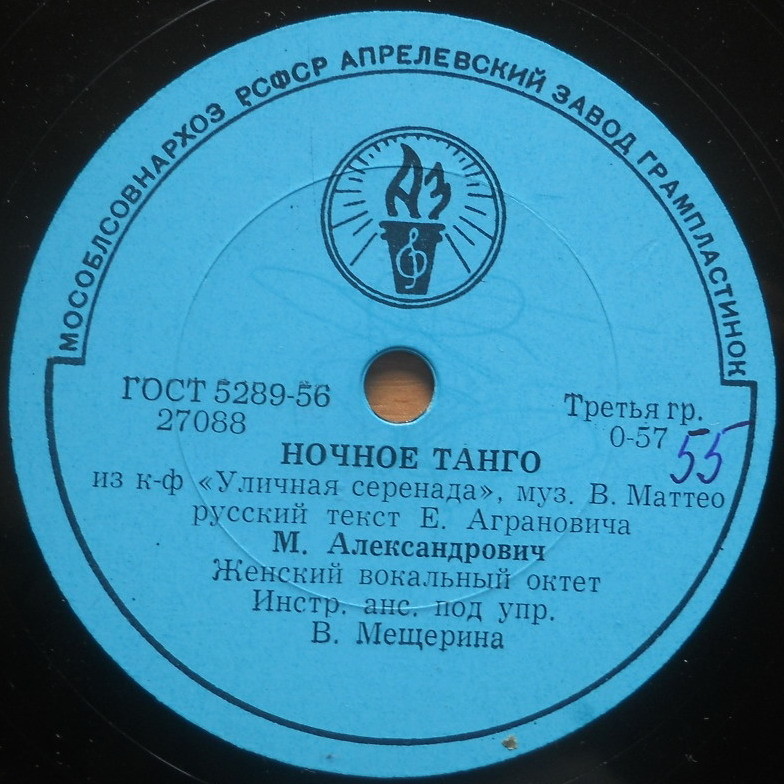 МОСОБЛСОВНАРХОЗ РСФСР АПРЕЛЕВСКИЙ ЗАВОД ГРАМПЛАСТИНОК
АЗ
ГОСТ 5289-56
27088
Третья гр.
0-57
55
НОЧНОЕ ТАНГО
из к-ф «Уличная серенада», муз. В. Маттео
русский текст Е. Аграновича
М. Александрович
Женский вокальный октет
Инстр. анс. под упр.
В. Мещерина